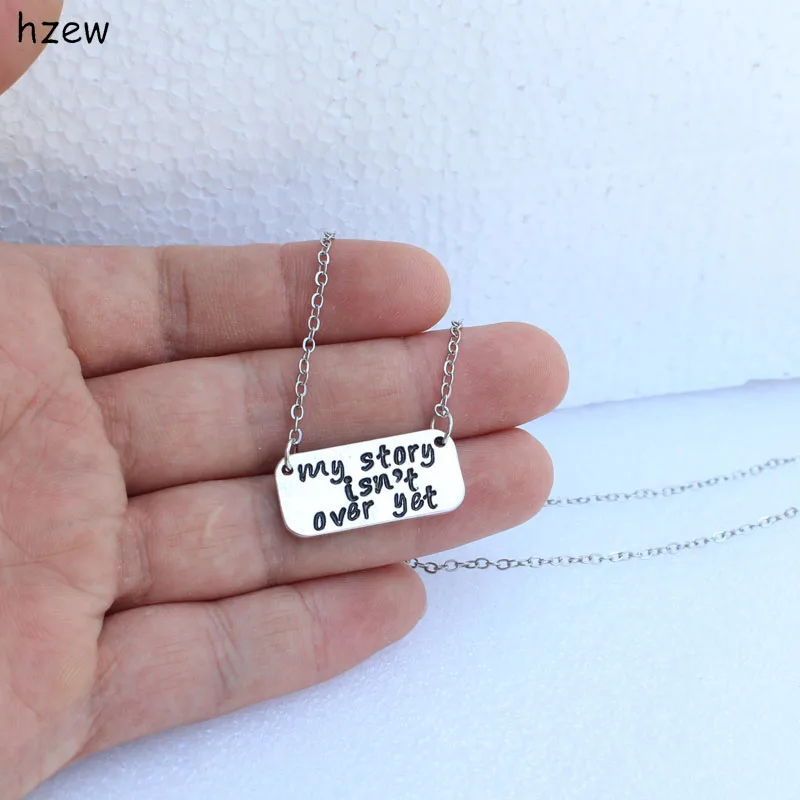 hzew
my story
isn't
over yet